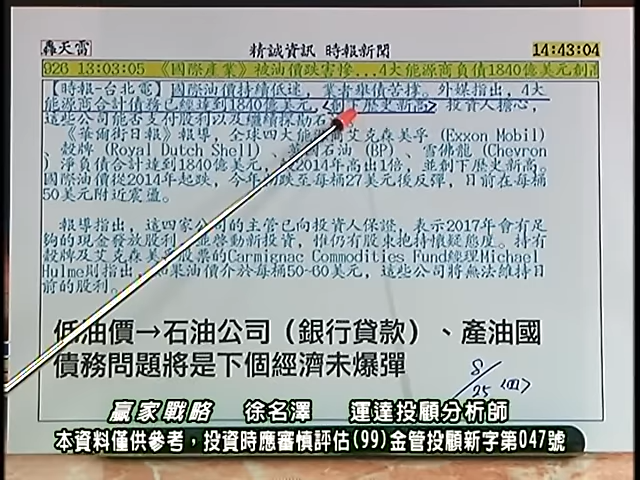 轟天雷 精誠資訊 時報新聞 14:43:04
926 13:03:05 《國際產業》被油價跌害慘...4大能源商負債1840億美元創高
【時報-台北電】國際油價持續低迷，業者堆債苦撐。外媒指出，4大
能源商合計債務已經達到1840億美元，創下歷史新高，投資人擔心，
這些公司能否支付股利以及繼續探勘石
《華爾街日報》報導，全球四大能源商艾克森美孚（Exxon Mobil）
、殼牌（Royal Dutch Shell）、英國石油（BP）、雪佛龍（Chevron
）淨負債合計達到1840億美元，比2014年高出1倍，並創下歷史新高。
國際油價從2014年起跌，今年初跌至每桶27美元後反彈，目前在每桶
50美元附近震盪。
報導指出，這四家公司的主管已向投資人保證，表示2017年會有足
夠的現金發放股利，並啓動新投資，惟仍有股東抱持懷疑態度。持有
殼牌及艾克森美孚股票的Carmignac Commodities Fund經理Michael
Hulme則指出，如果油價介於每桶50-60美元，這些公司將無法維持目
前的股利。
低油價→石油公司（銀行貸款）、產油國
債務問題將是下個經濟未爆彈
8/25 (四)
贏家戰略 徐名澤 運達投顧分析師
本資料僅供參考，投資時應審慎評估(99)金管投顧新字第047號